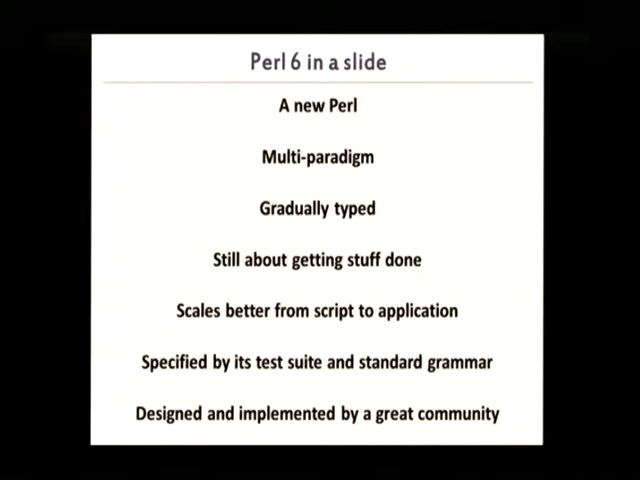 Perl 6 in a slide
A new Perl
Multi-paradigm
Gradually typed
Still about getting stuff done
Scales better from script to application
Specified by its test suite and standard grammar
Designed and implemented by a great community